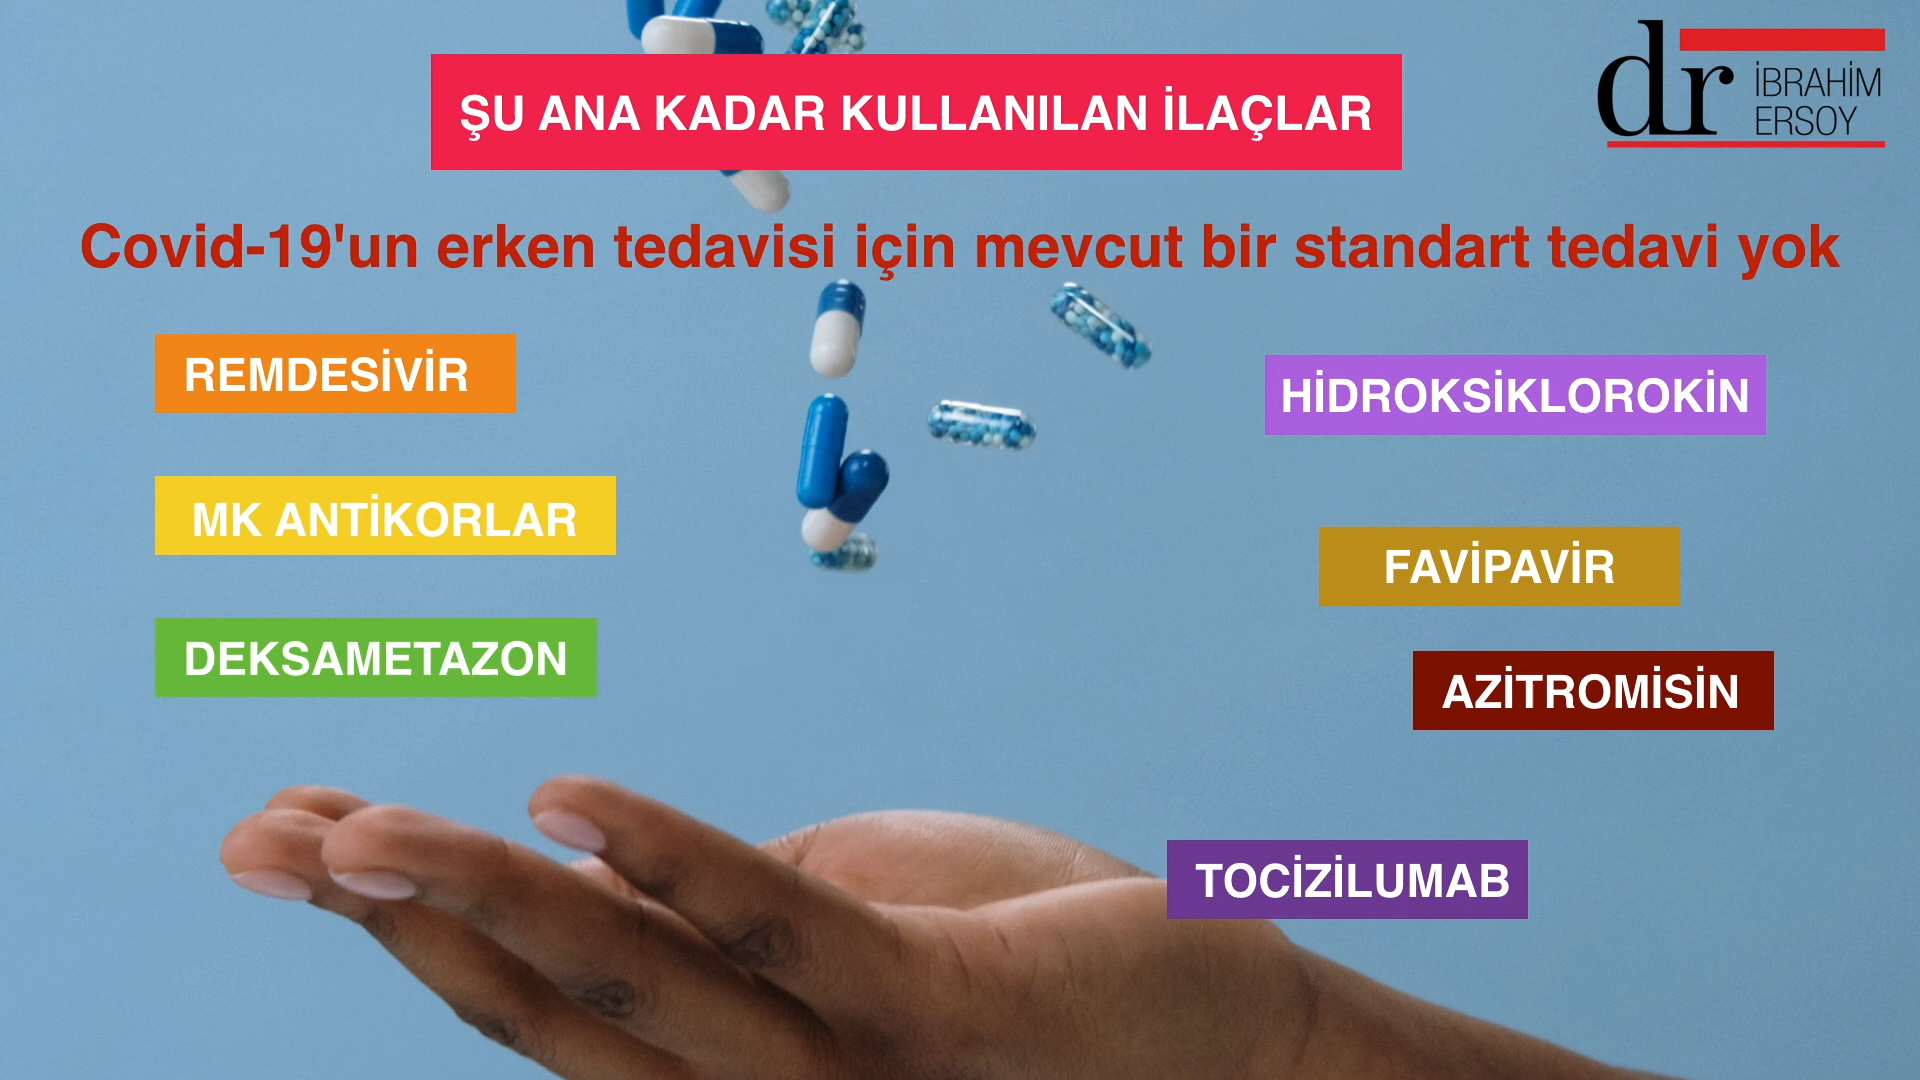 dr İBRAHİM
ERSOY
ŞU ANA KADAR KULLANILAN İLAÇLAR
Covid-19'un erken tedavisi için mevcut bir standart tedavi yok
REMDESİVİR
MK ANTİKORLAR
DEKSAMETAZON
HİDROKSİKLOROKİN
FAVİPAVİR
AZİTROMİSİN
TOCİZİLUMAB